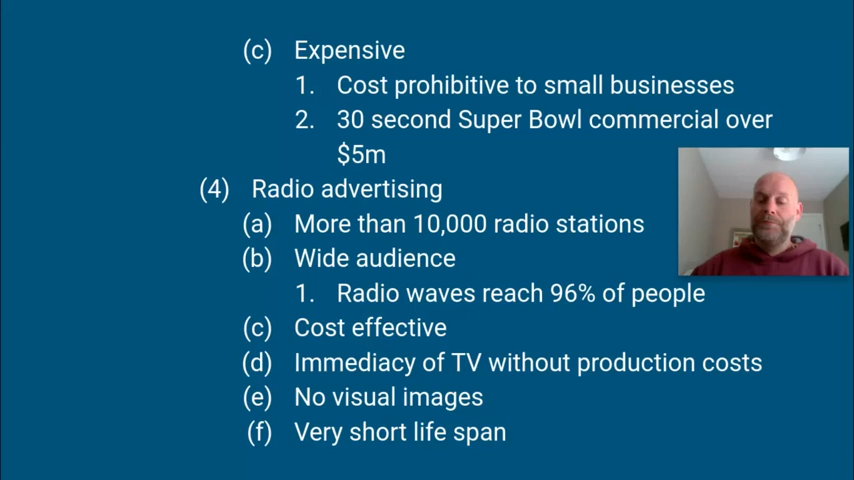 (c) Expensive
1. Cost prohibitive to small businesses
2. 30 second Super Bowl commercial over
$5m
(4) Radio advertising
(a) More than 10,000 radio stations
(b) Wide audience
1. Radio waves reach 96% of people
(c) Cost effective
(d) Immediacy of TV without production costs
(e) No visual images
(f) Very short life span